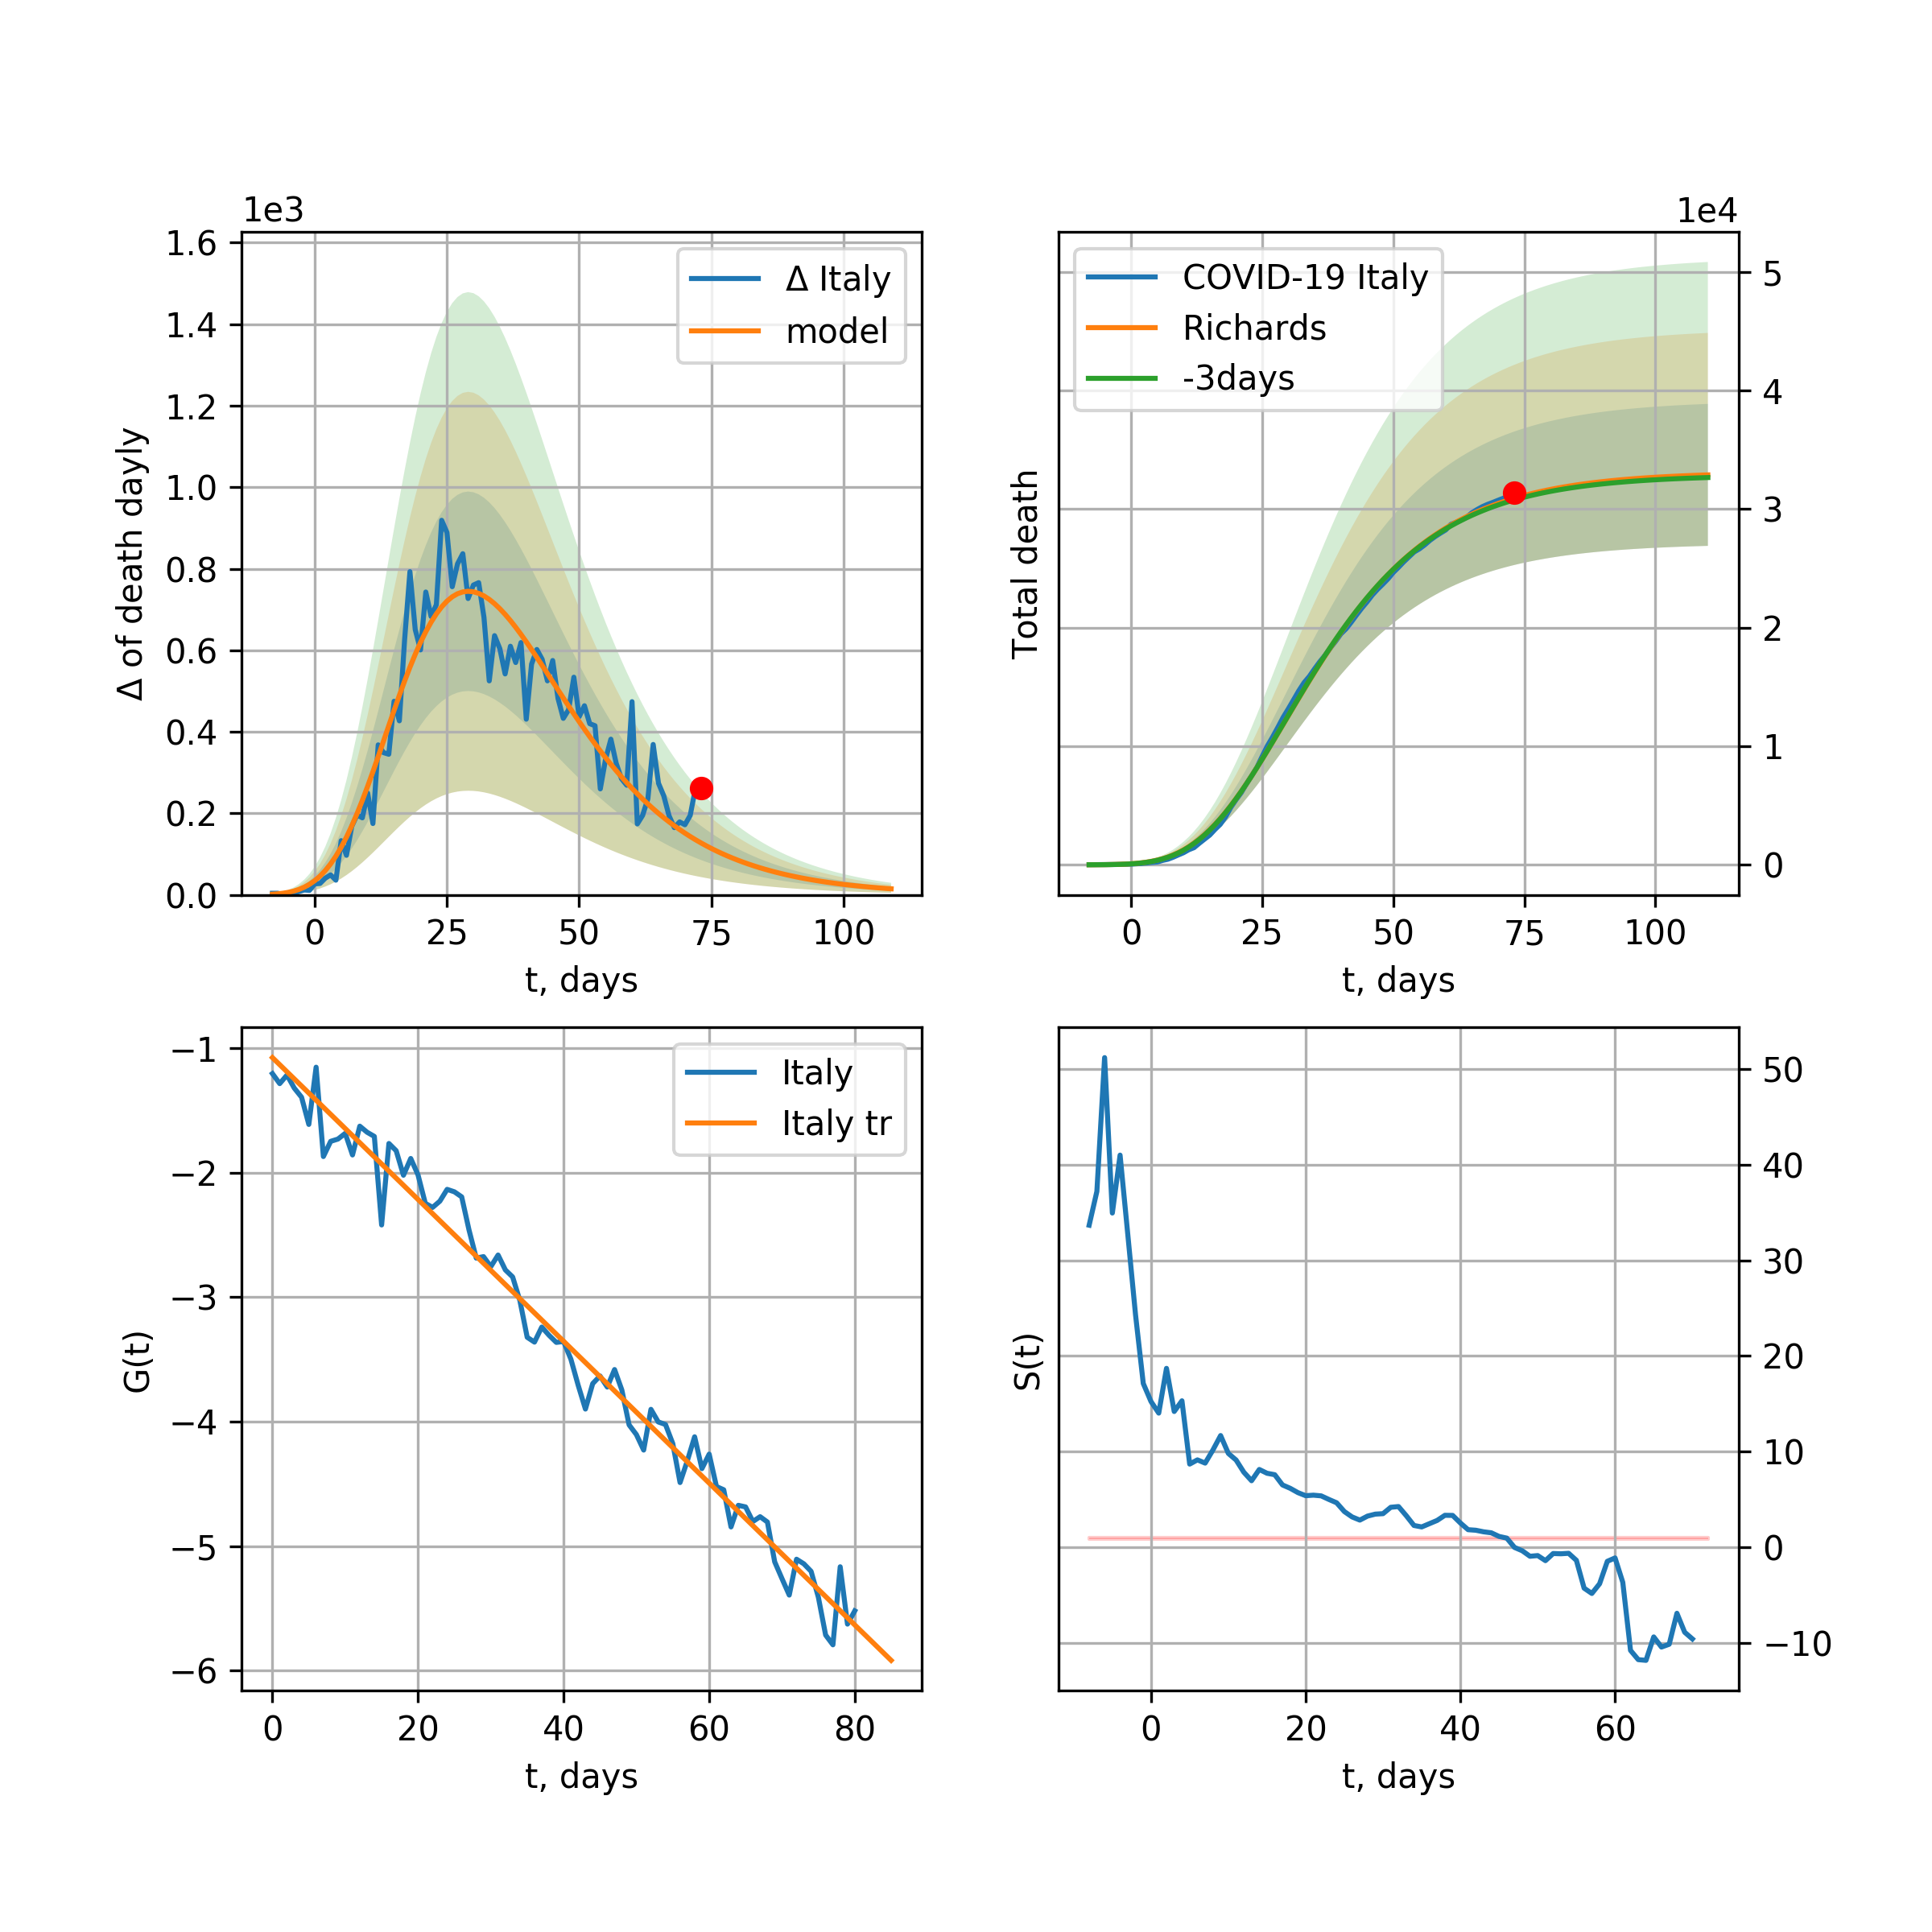 1e3
1.6
1.4
1.2
1.0
0.8
0.6
0.4
0.2
0.0
Δ of death dayly
Δ Italy
model
0 25 50 75 100
t, days
1e4
COVID-19 Italy
Richards
-3days
Total death
5
4
3
2
1
0
0 25 50 75 100
t, days
−1
−2
−3
−4
−5
−6
G(t)
Italy
Italy tr
0 20 40 60 80
t, days
S(t)
50
40
30
20
10
0
−10
0 20 40 60
t, days